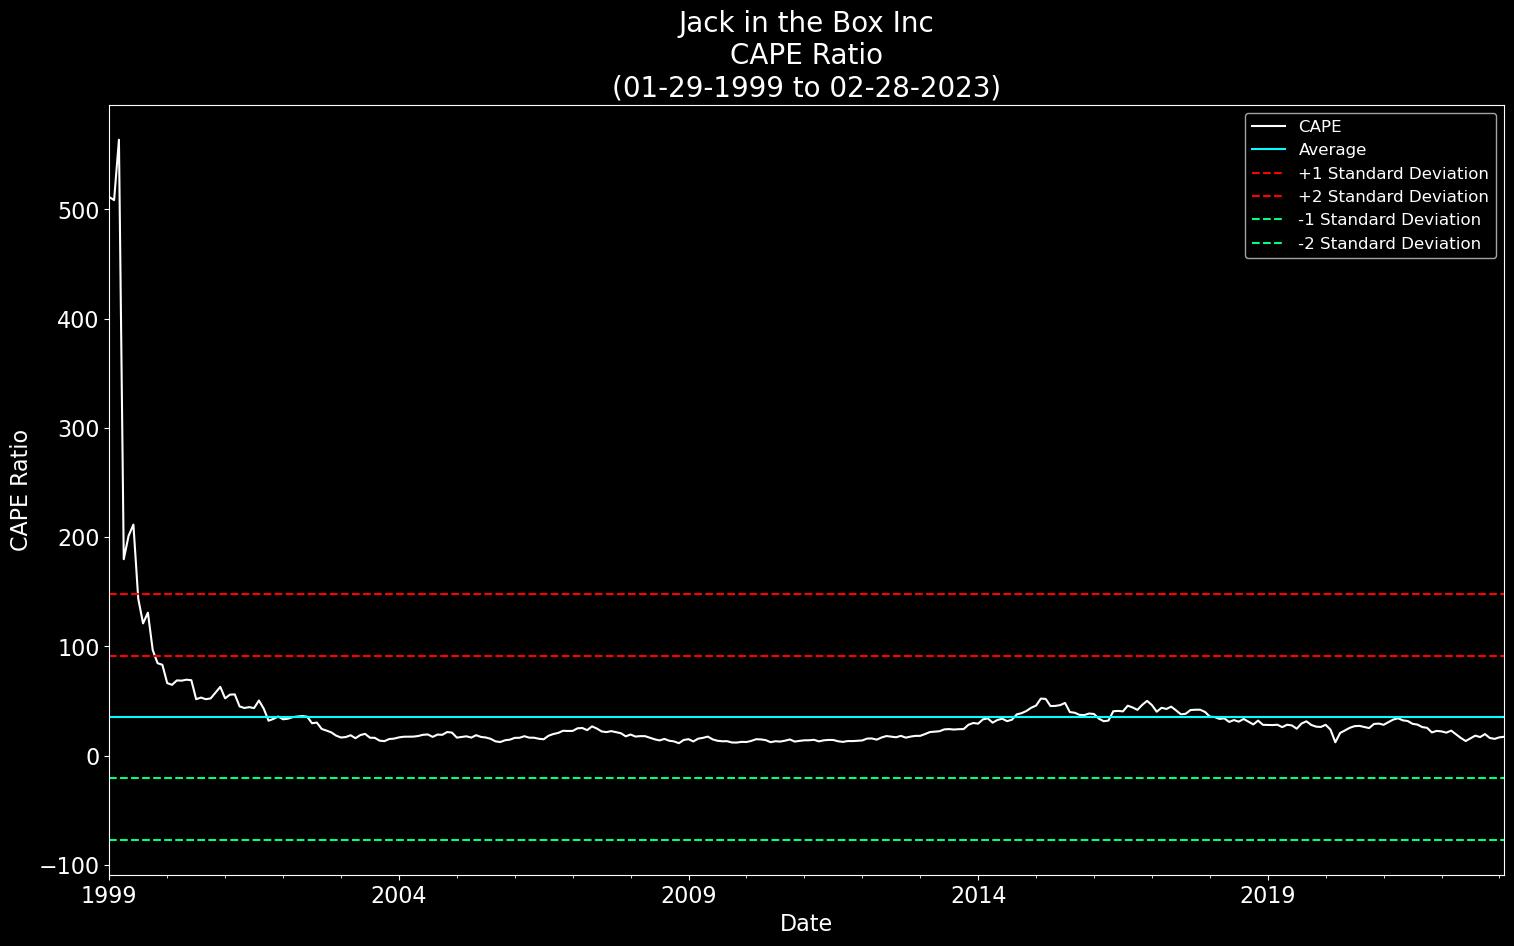 Jack in the Box Inc
CAPE Ratio
(01-29-1999 to 02-28-2023)
CAPE
Average
+1 Standard Deviation
+2 Standard Deviation
-1 Standard Deviation
-2 Standard Deviation
CAPE Ratio
500
400
300
200
100
0
−100
1999
2004
2009
2014
2019
Date